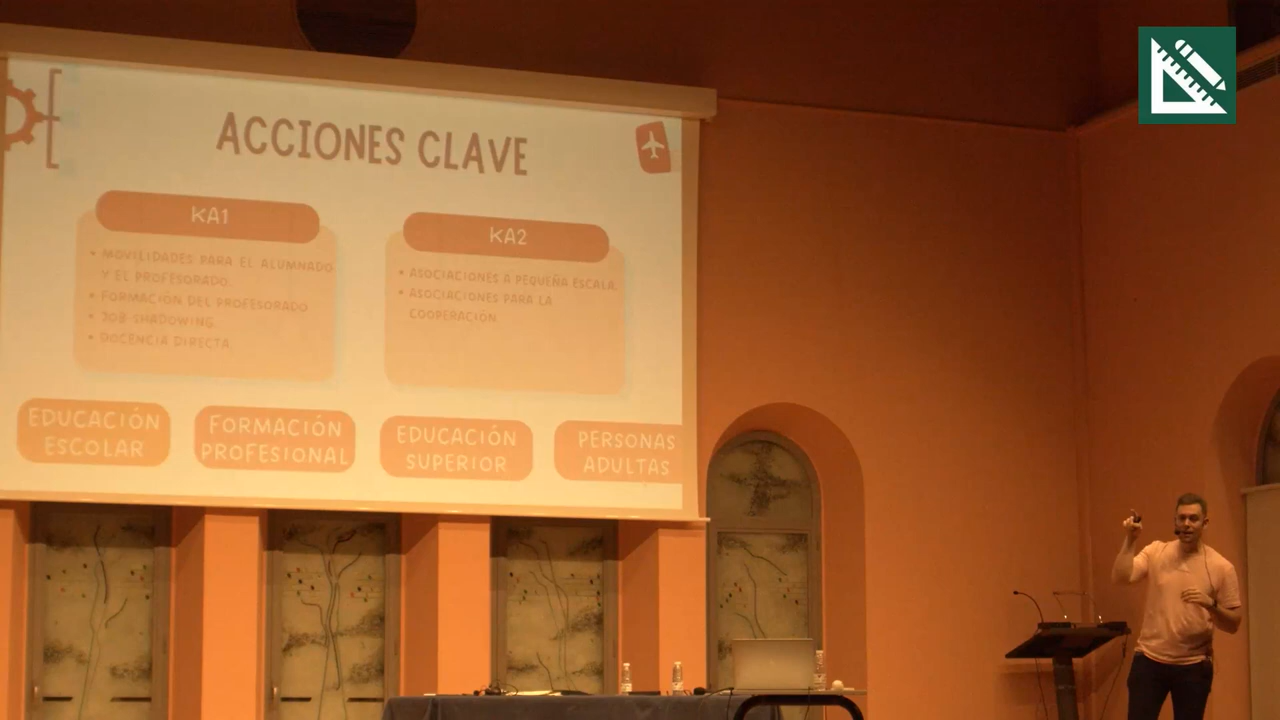 ACCIONES CLAVE
KA1
• MOVILIDADES PARA EL ALUMNADO
Y EL PROFESORADO.
• FORMACIÓN DEL PROFESORADO
• JOB SHADOWING.
• DOCENCIA DIRECTA.
KA2
• ASOCIACIONES A PEQUEÑA ESCALA.
• ASOCIACIONES PARA LA
COOPERACIÓN.
EDUCACIÓN
ESCOLAR
FORMACIÓN
PROFESIONAL
EDUCACIÓN
SUPERIOR
PERSONAS
ADULTAS